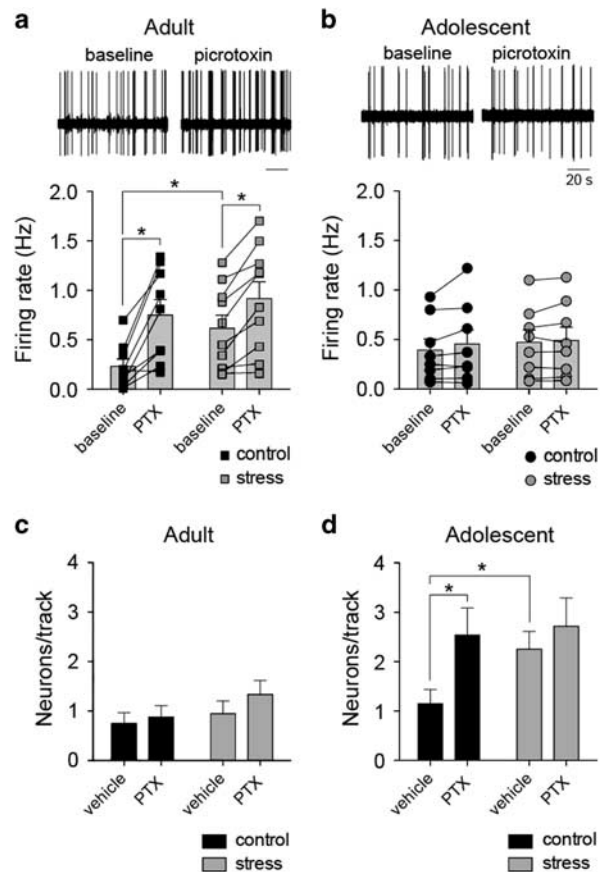 a
Adult
baseline
picrotoxin
*
*
*
2.0
1.5
1.0
0.5
0.0
Firing rate (Hz)
baseline
PTX
baseline
PTX
control
stress
b
Adolescent
baseline
picrotoxin
20 s
2.0
1.5
1.0
0.5
0.0
Firing rate (Hz)
baseline
PTX
baseline
PTX
control
stress
c
Adult
4
3
2
1
0
Neurons/track
vehicle
PTX
vehicle
PTX
control
stress
d
Adolescent
*
*
4
3
2
1
0
Neurons/track
vehicle
PTX
vehicle
PTX
control
stress